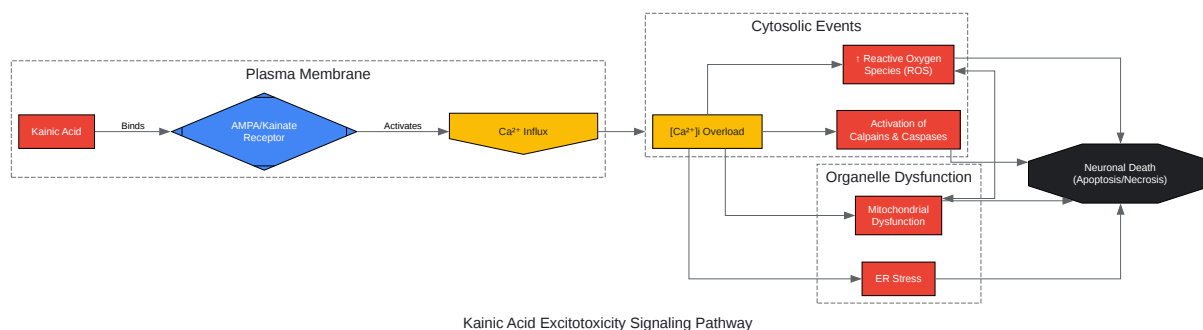 Plasma Membrane
Kainic Acid
Binds
AMPA/Kainate
Receptor
Activates
Ca²⁺ Influx
Cytosolic Events
[Ca²⁺]i Overload
↑ Reactive Oxygen
Species (ROS)
Activation of
Calpains & Caspases
Organelle Dysfunction
Mitochondrial
Dysfunction
ER Stress
Neuronal Death
(Apoptosis/Necrosis)
Kainic Acid Excitotoxicity Signaling Pathway